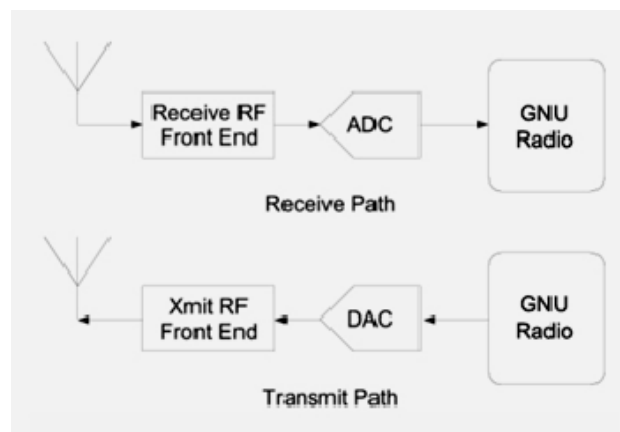 Receive RF
Front End
ADC
GNU
Radio
Receive Path
Xmit RF
Front End
DAC
GNU
Radio
Transmit Path